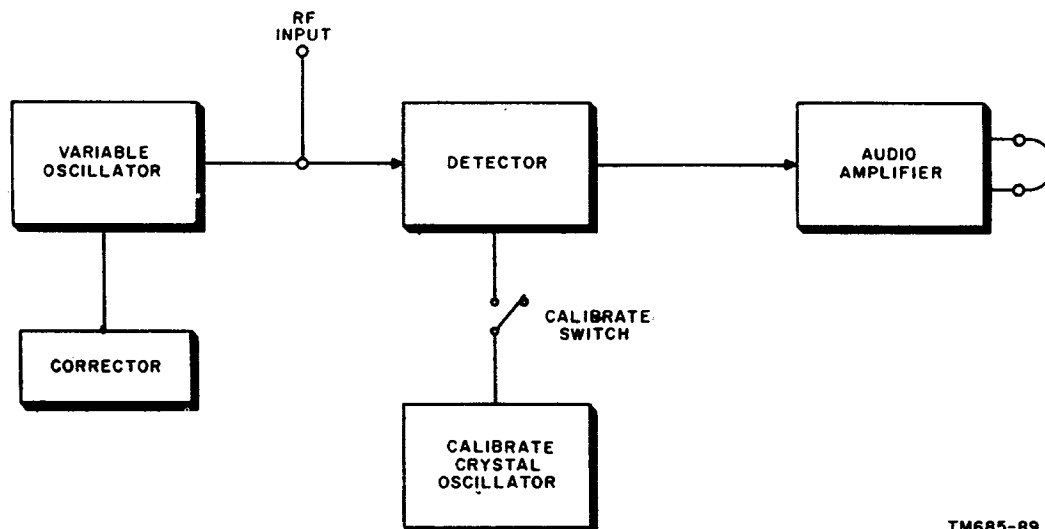 RF
INPUT
VARIABLE
OSCILLATOR
DETECTOR
AUDIO
AMPLIFIER
CALIBRATE
SWITCH
CORRECTOR
CALIBRATE
CRYSTAL
OSCILLATOR
TM685-89